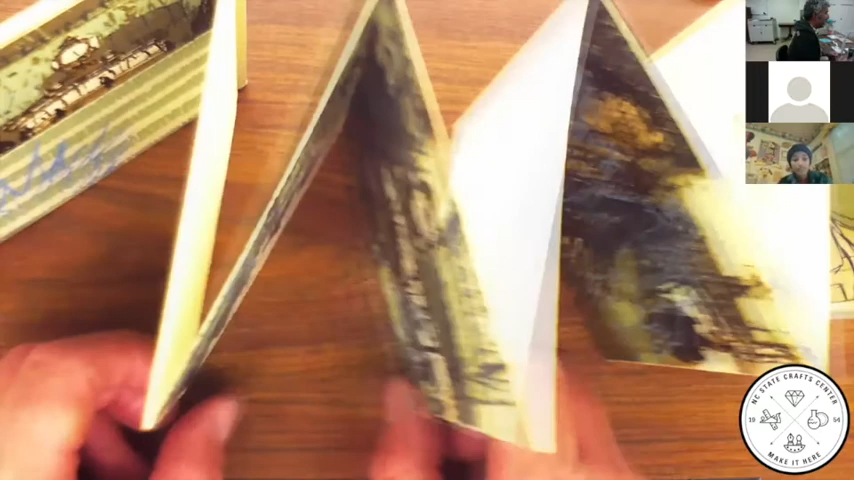 NC STATE CRAFTS CENTER
19 54
MAKE IT HERE